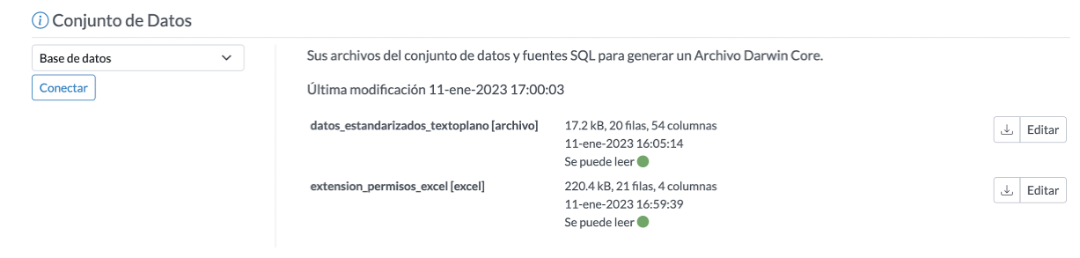 Conjunto de Datos
Base de datos
Conectar
Sus archivos del conjunto de datos y fuentes SQL para generar un Archivo Darwin Core.
Última modificación 11-ene-2023 17:00:03
datos_estandarizados_textoplano [archivo]
17.2 kB, 20 filas, 54 columnas
11-ene-2023 16:05:14
Se puede leer
Editar
extension_permisos_excel [excel]
220.4 kB, 21 filas, 4 columnas
11-ene-2023 16:59:39
Se puede leer
Editar